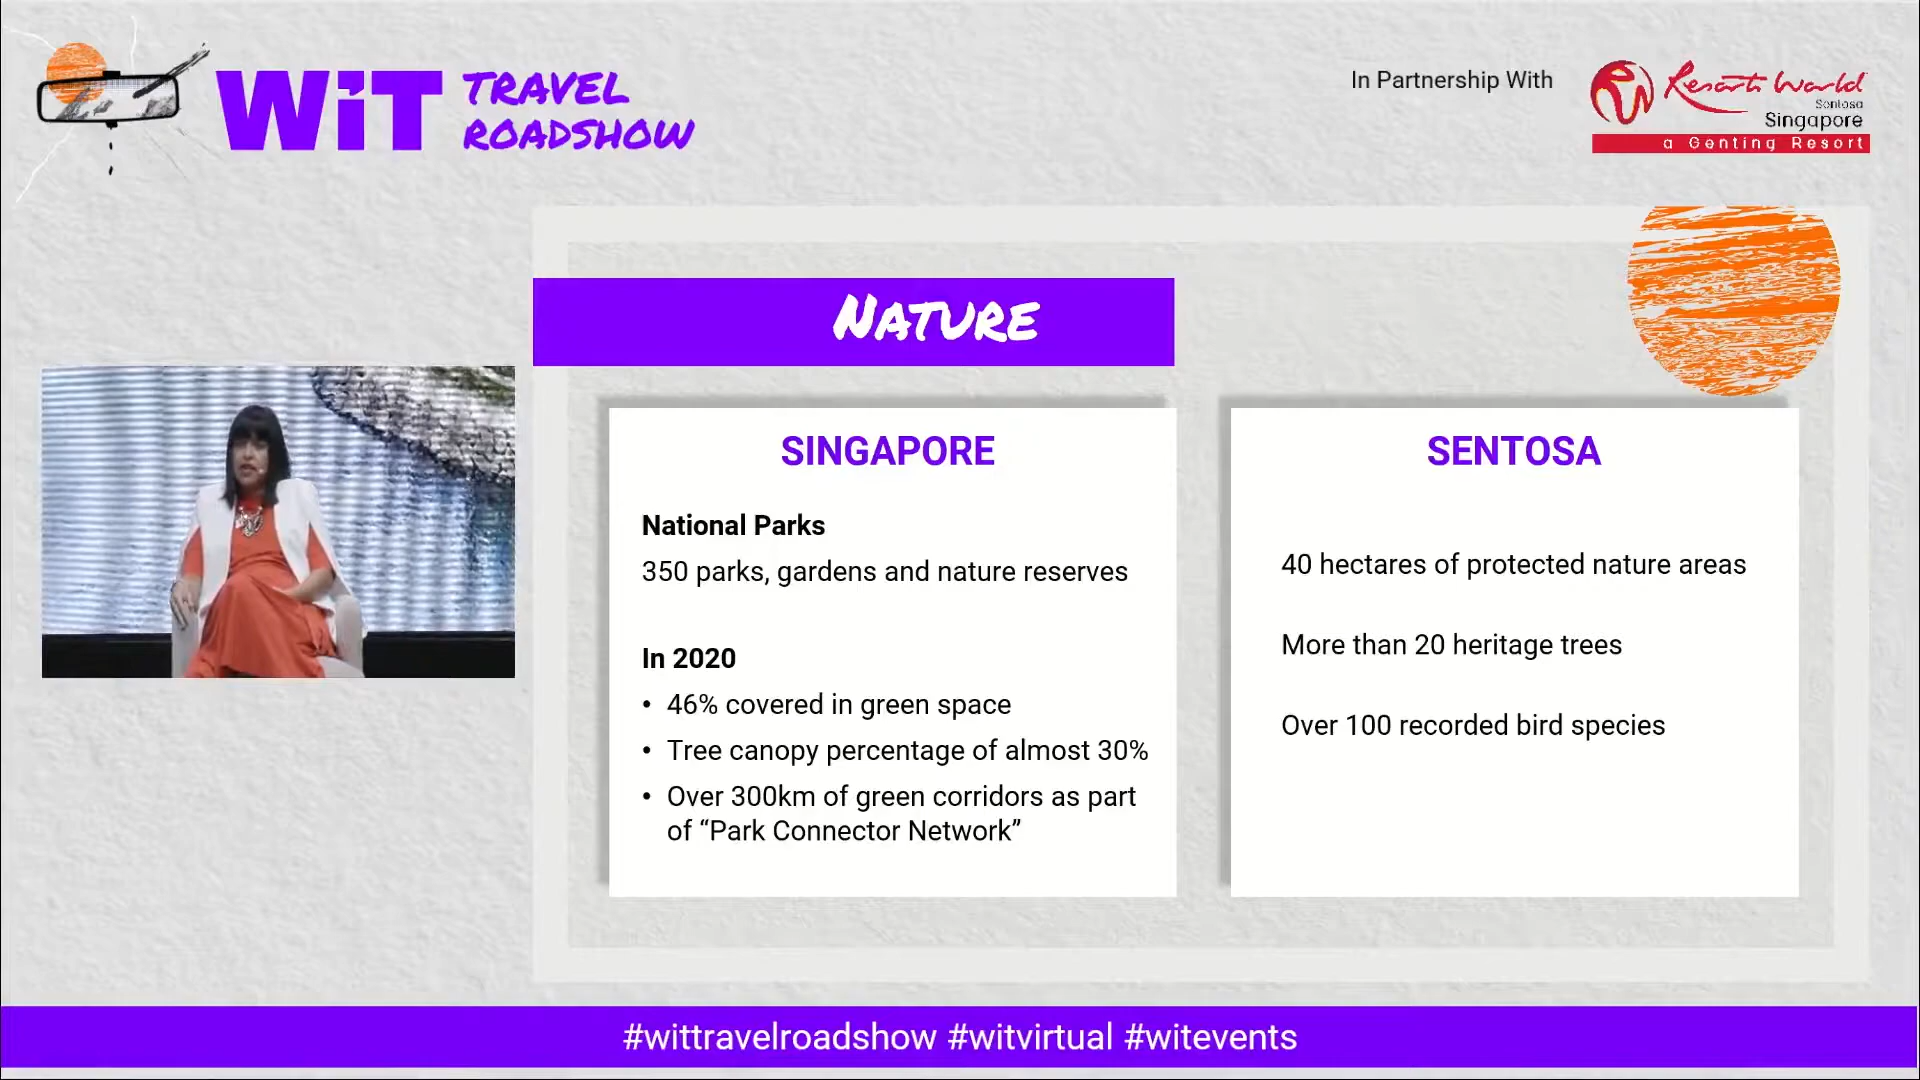 WiT TRAVEL
ROADSHOW
In Partnership With
Resorts World
Sentosa
Singapore
a Genting Resort
NATURE
SINGAPORE
National Parks
350 parks, gardens and nature reserves
In 2020
• 46% covered in green space
• Tree canopy percentage of almost 30%
• Over 300km of green corridors as part
of “Park Connector Network”
SENTOSA
40 hectares of protected nature areas
More than 20 heritage trees
Over 100 recorded bird species
#wittravelroadshow #witvirtual #witevents